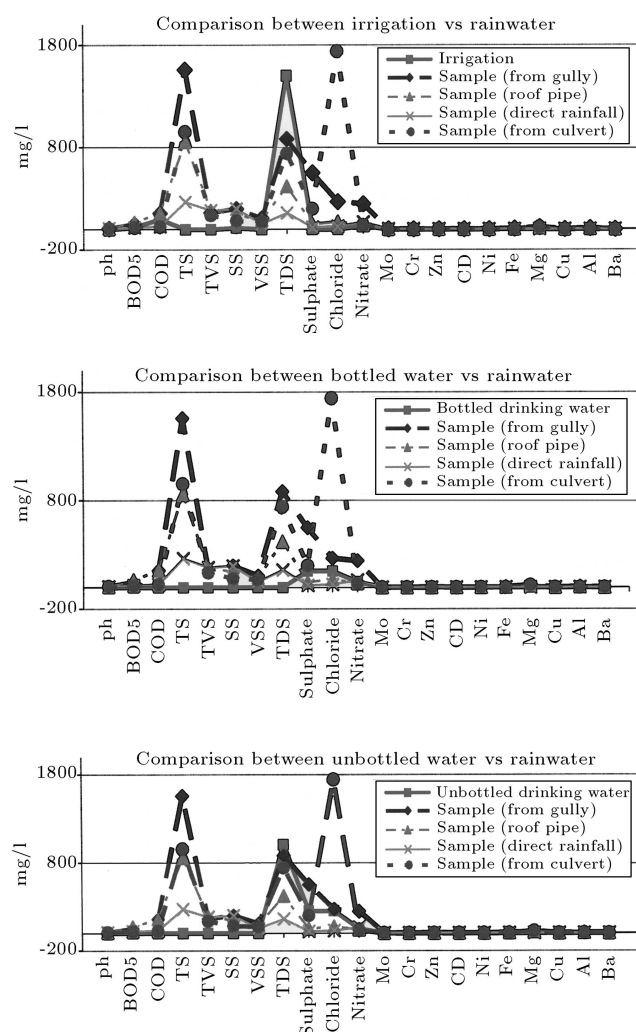 Comparison between irrigation vs rainwater
1800
800
-200
mg/l
Irrigation
Sample (from gully)
Sample (roof pipe)
Sample (direct rainfall)
Sample (from culvert)
ph
BOD5
COD
TS
TVS
SS
VSS
TDS
Sulphate
Chloride
Nitrate
Mo
Cr
Zn
CD
Ni
Fe
Mg
Cu
Al
Ba
Comparison between bottled water vs rainwater
1800
800
-200
mg/l
Bottled drinking water
Sample (from gully)
Sample (roof pipe)
Sample (direct rainfall)
Sample (from culvert)
ph
BOD5
COD
TS
TVS
SS
VSS
TDS
Sulphate
Chloride
Nitrate
Mo
Cr
Zn
CD
Ni
Fe
Mg
Cu
Al
Ba
Comparison between unbottled water vs rainwater
1800
800
-200
mg/l
Unbottled drinking water
Sample (from gully)
Sample (roof pipe)
Sample (direct rainfall)
Sample (from culvert)
ph
BOD5
COD
TS
TVS
SS
VSS
TDS
Sulphate
Chloride
Nitrate
Mo
Cr
Zn
CD
Ni
Fe
Mg
Cu
Al
Ba